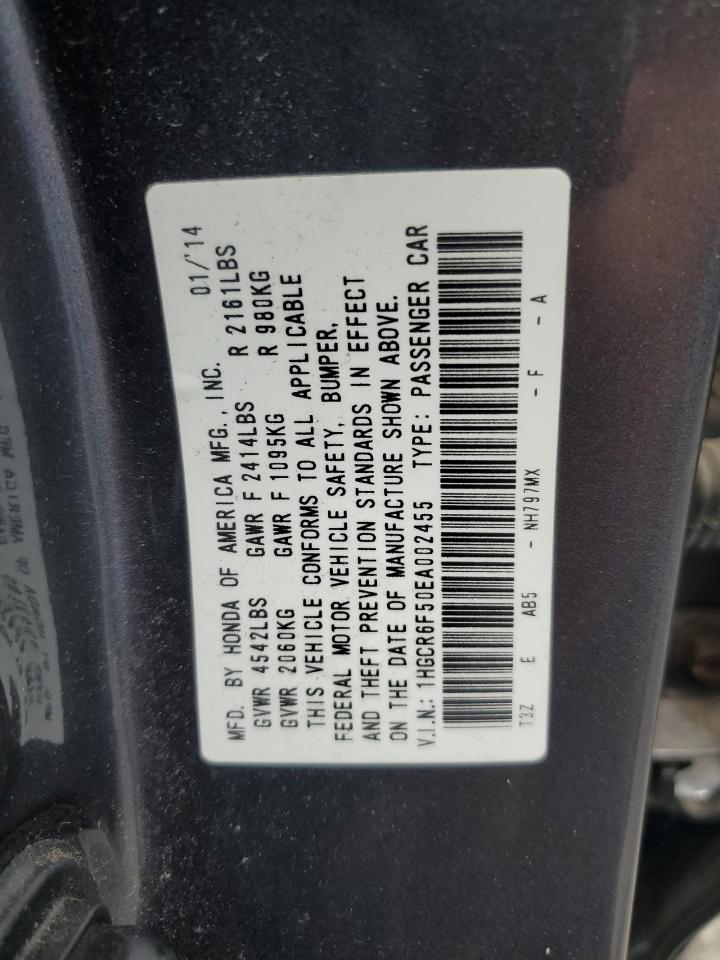 MFD. BY HONDA OF AMERICA MFG., INC. 01/'14
GVWR 4542LBS GAWR F 2414LBS R 2161LBS
GVWR 2060KG GAWR F 1095KG R 980KG
THIS VEHICLE CONFORMS TO ALL APPLICABLE
FEDERAL MOTOR VEHICLE SAFETY, BUMPER,
AND THEFT PREVENTION STANDARDS IN EFFECT
ON THE DATE OF MANUFACTURE SHOWN ABOVE.
V.I.N.: 1HGCR6F50EA002455 TYPE: PASSENGER CAR
T3Z E AB5 - NH797MX - F - A